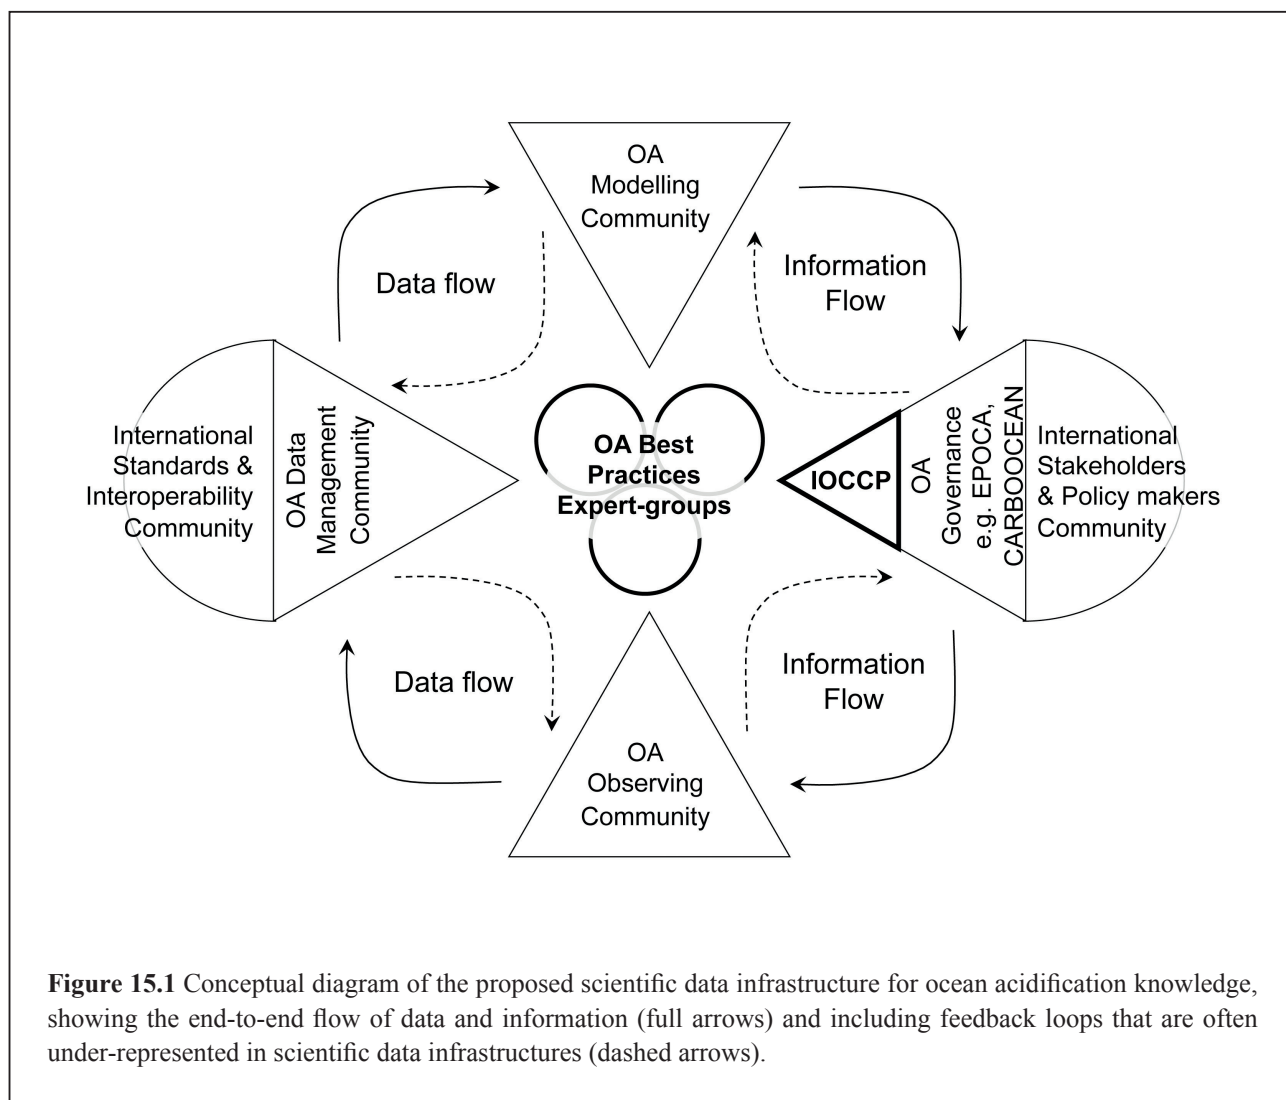 OA
Modelling
Community
Data flow
Information
Flow
International
Standards &
Interoperability
Community
OA Data
Management
Community
OA Best
Practices
Expert-groups
IOCCP
OA
Governance
e.g. EPOCA,
CARBOOCEAN
International
Stakeholders
& Policy makers
Community
Data flow
Information
Flow
OA
Observing
Community
Figure 15.1 Conceptual diagram of the proposed scientific data infrastructure for ocean acidification knowledge,
showing the end-to-end flow of data and information (full arrows) and including feedback loops that are often
under-represented in scientific data infrastructures (dashed arrows).